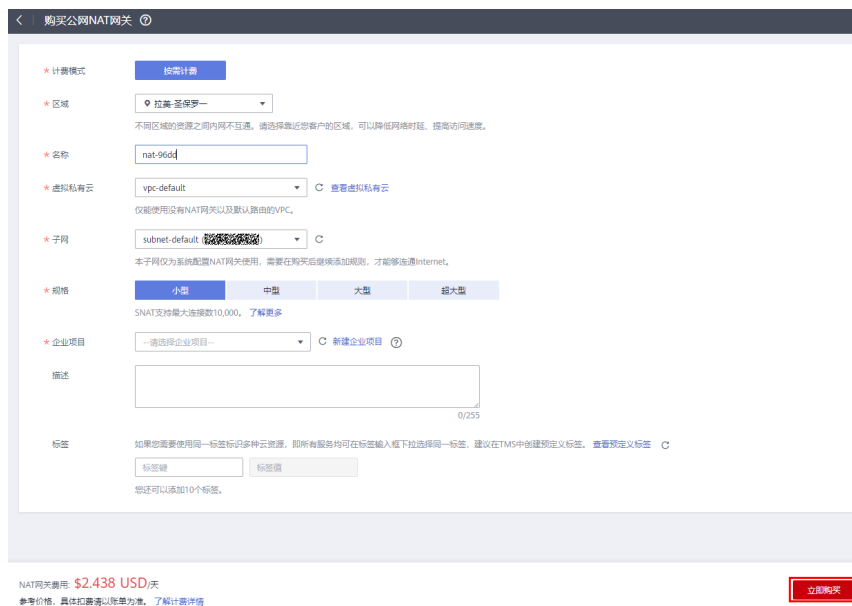 购买公网NAT网关
* 计费模式 按需计费
* 区域 拉美-圣保罗一
不同区域的资源之间内网不互通。请选择靠近您客户的区域，可以降低网络时延，提高访问速度。
* 名称 nat-96dd
* 虚拟私有云 vpc-default 查看虚拟私有云
仅能使用没有NAT网关以及默认路由的VPC。
* 子网 subnet-default ( )
本子网仅为系统配置NAT网关使用，需要在购买后继续添加规则，才能够连通Internet。
* 规格 小型 中型 大型 超大型
SNAT支持最大连接数10,000。 了解更多
* 企业项目 --请选择企业项目-- 新建企业项目
描述
0/255
标签 如果您需要使用同一标签标识多种云资源，即所有服务均可在标签输入框下拉选择同一标签，建议在TMS中创建预定义标签。 查看预定义标签
标签键 标签值
您还可以添加10个标签。
NAT网关费用: $2.438 USD/天
参考价格，具体扣费请以账单为准。 了解计费详情
立即购买